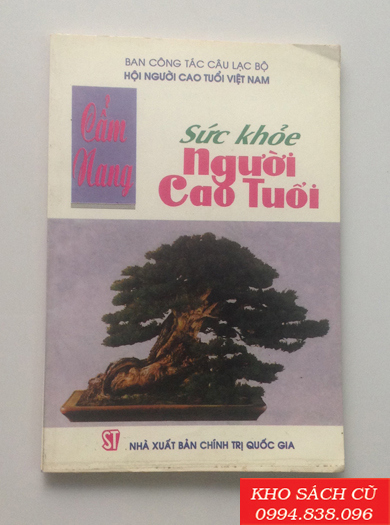 BAN CÔNG TÁC CÂU LẠC BỘ
HỘI NGƯỜI CAO TUỔI VIỆT NAM
Cẩm
Nang
Sức khỏe
Người
Cao Tuổi
ST
NHÀ XUẤT BẢN CHÍNH TRỊ QUỐC GIA
KHO SÁCH CŨ
0994.838.096